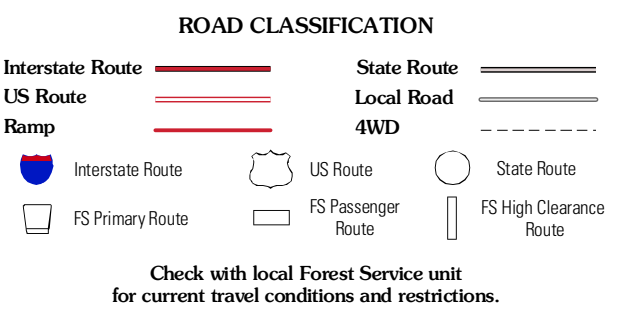 ROAD CLASSIFICATION
Interstate Route
State Route
US Route
Local Road
Ramp
4WD
Interstate Route
US Route
State Route
FS Primary Route
FS Passenger
Route
FS High Clearance
Route
Check with local Forest Service unit
for current travel conditions and restrictions.